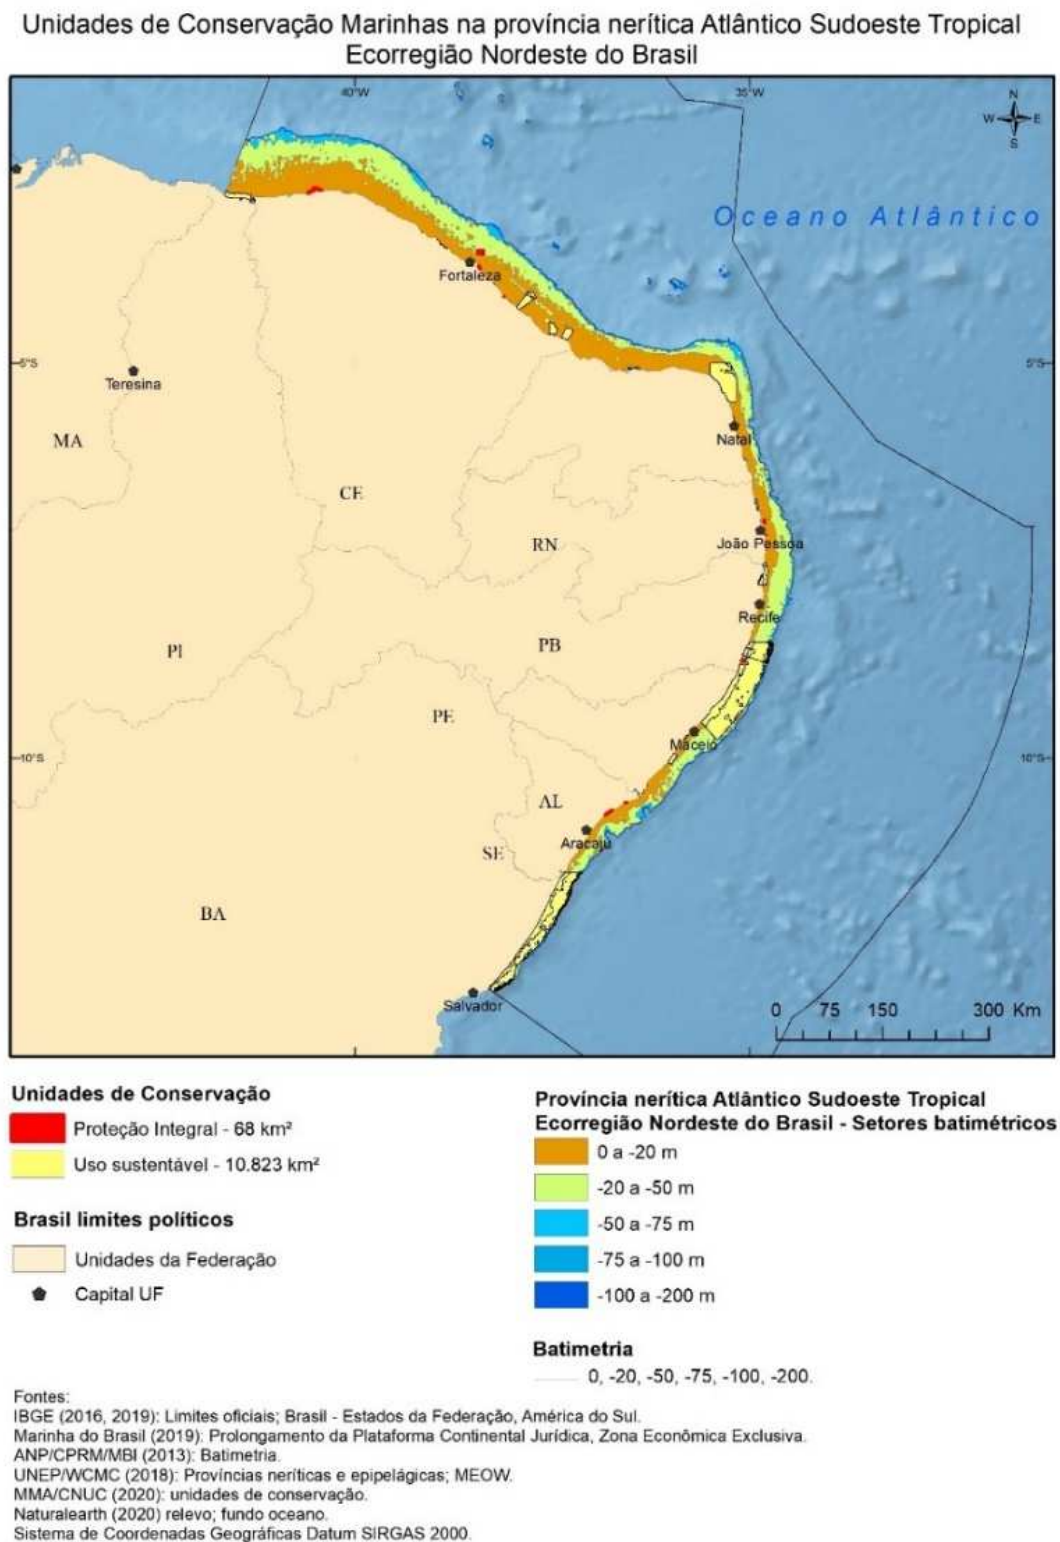 Unidades de Conservação Marinhas na província nerítica Atlântico Sudoeste Tropical
Ecorregião Nordeste do Brasil
40°W
35°W
N
W E
S
Oceano Atlântico
Fortaleza
5°S
5°S
Teresina
MA
Natal
CE
João Pessoa
RN
Recife
PI
PB
PE
Maceió
10°S
10°S
AL
Aracajú
SE
BA
Salvador
0 75 150 300 Km
Unidades de Conservação
Proteção Integral - 68 km²
Uso sustentável - 10.823 km²
Brasil limites políticos
Unidades da Federação
Capital UF
Província nerítica Atlântico Sudoeste Tropical
Ecorregião Nordeste do Brasil - Setores batimétricos
0 a -20 m
-20 a -50 m
-50 a -75 m
-75 a -100 m
-100 a -200 m
Batimetria
0, -20, -50, -75, -100, -200.
Fontes:
IBGE (2016, 2019): Limites oficiais; Brasil - Estados da Federação, América do Sul.
Marinha do Brasil (2019): Prolongamento da Plataforma Continental Jurídica, Zona Econômica Exclusiva.
ANP/CPRM/MBI (2013): Batimetria.
UNEP/WCMC (2018): Províncias neríticas e epipelágicas; MEOW.
MMA/CNUC (2020): unidades de conservação.
Naturalearth (2020) relevo; fundo oceano.
Sistema de Coordenadas Geográficas Datum SIRGAS 2000.